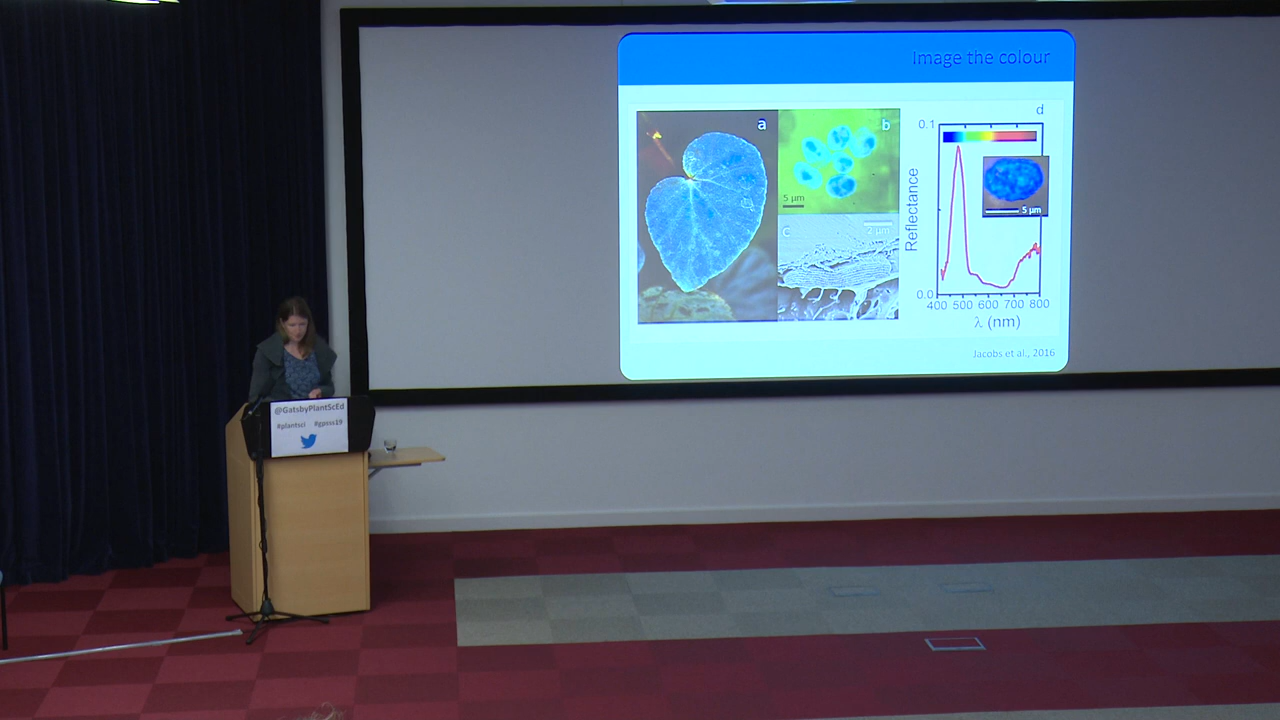 Image the colour
a
b
5 µm
c
2 µm
d
0.1
Reflectance
5 µm
0.0
400 500 600 700 800
λ (nm)
Jacobs et al., 2016
@GatsbyPlantScEd
#plantsci #gpsss19